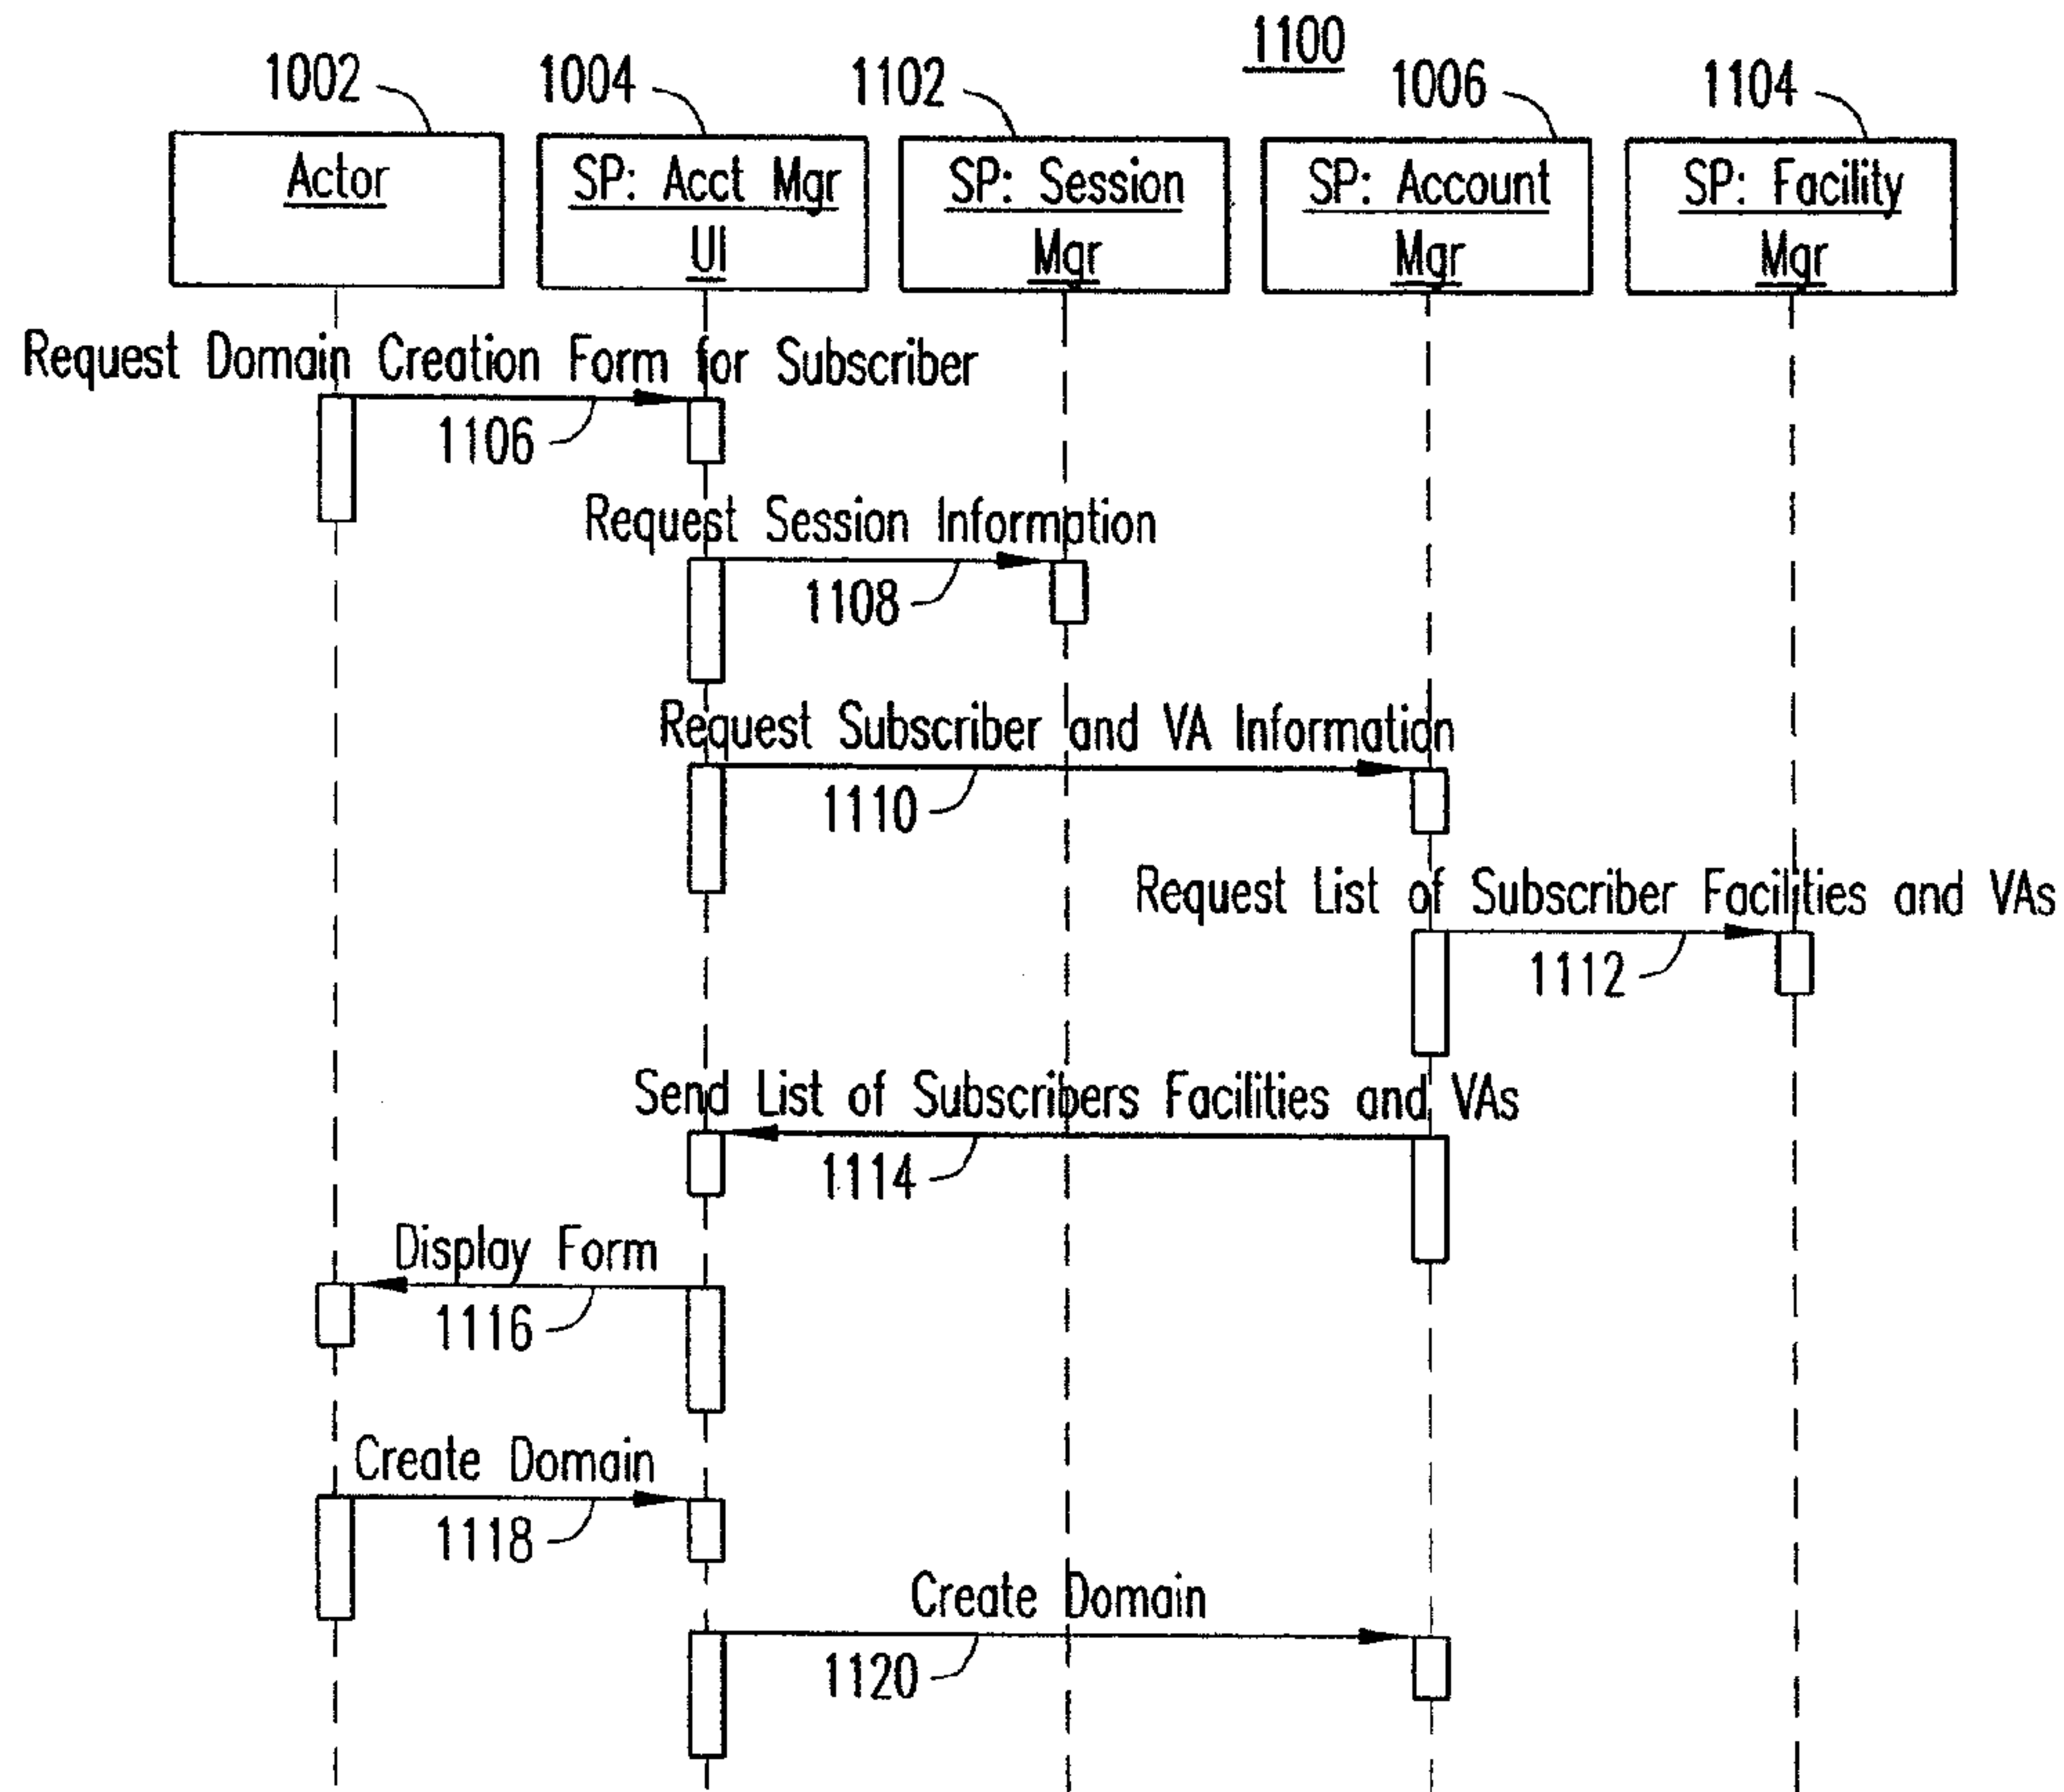 1100
1002
1004
1102
1006
1104
Actor
SP: Acct Mgr
UI
SP: Session
Mgr
SP: Account
Mgr
SP: Facility
Mgr
Request Domain Creation Form for Subscriber
1106
Request Session Information
1108
Request Subscriber and VA Information
1110
Request List of Subscriber Facilities and VAs
1112
Send List of Subscribers Facilities and VAs
1114
Display Form
1116
Create Domain
1118
Create Domain
1120